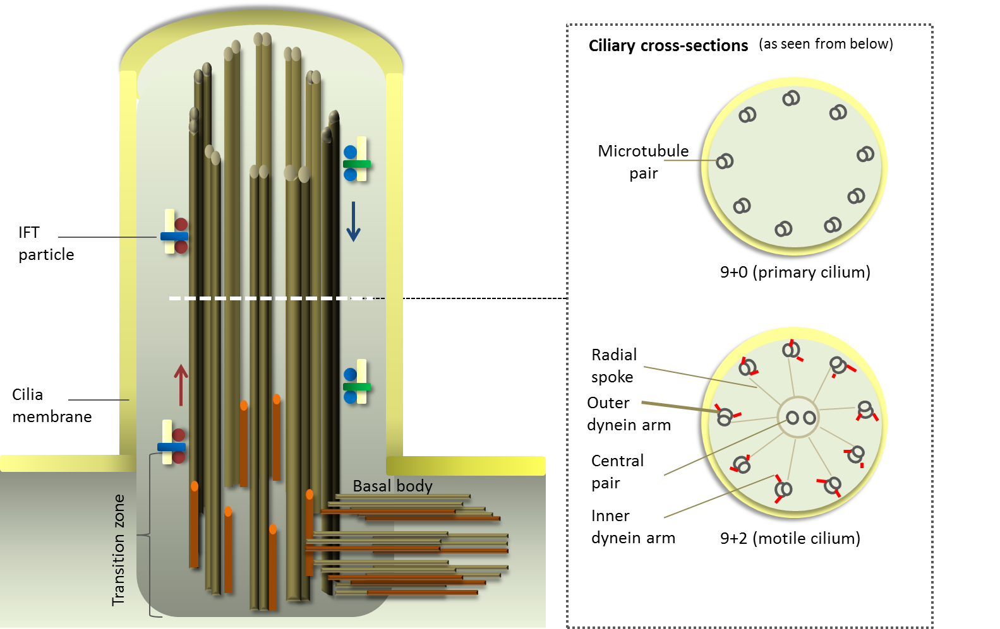 Ciliary cross-sections (as seen from below)
Microtubule
pair
9+0 (primary cilium)
IFT
particle
Cilia
membrane
Transition zone
Basal body
Radial
spoke
Outer
dynein arm
Central
pair
Inner
dynein arm
9+2 (motile cilium)